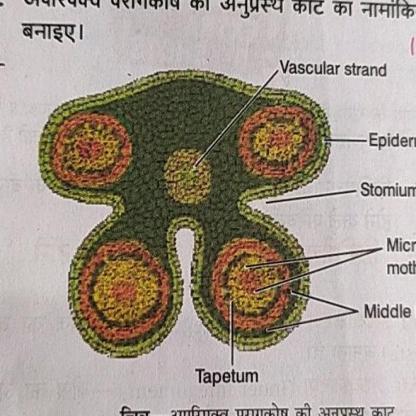 अपरिपक्व परागकोष की अनुप्रस्थ काट का नामांकि
बनाइए।
Vascular strand
Epider
Stomium
Micr
moth
Middle
Tapetum
चित्र अपरिपक्व परागकोष की अनुप्रस्थ काट